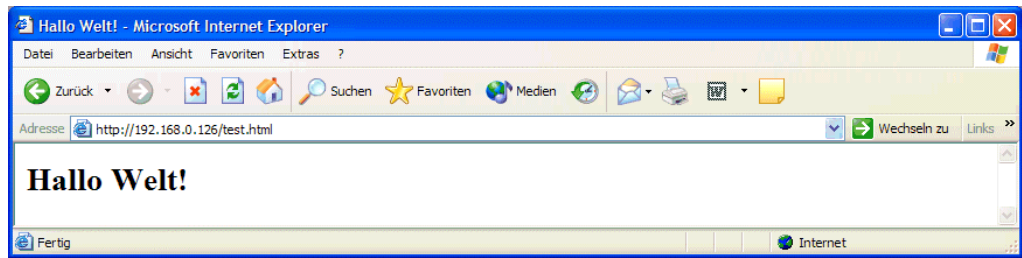 Hallo Welt! - Microsoft Internet Explorer
Datei Bearbeiten Ansicht Favoriten Extras ?
Zurück Suchen Favoriten Medien W
Adresse http://192.168.0.126/test.html Wechseln zu Links »
Hallo Welt!
Fertig Internet